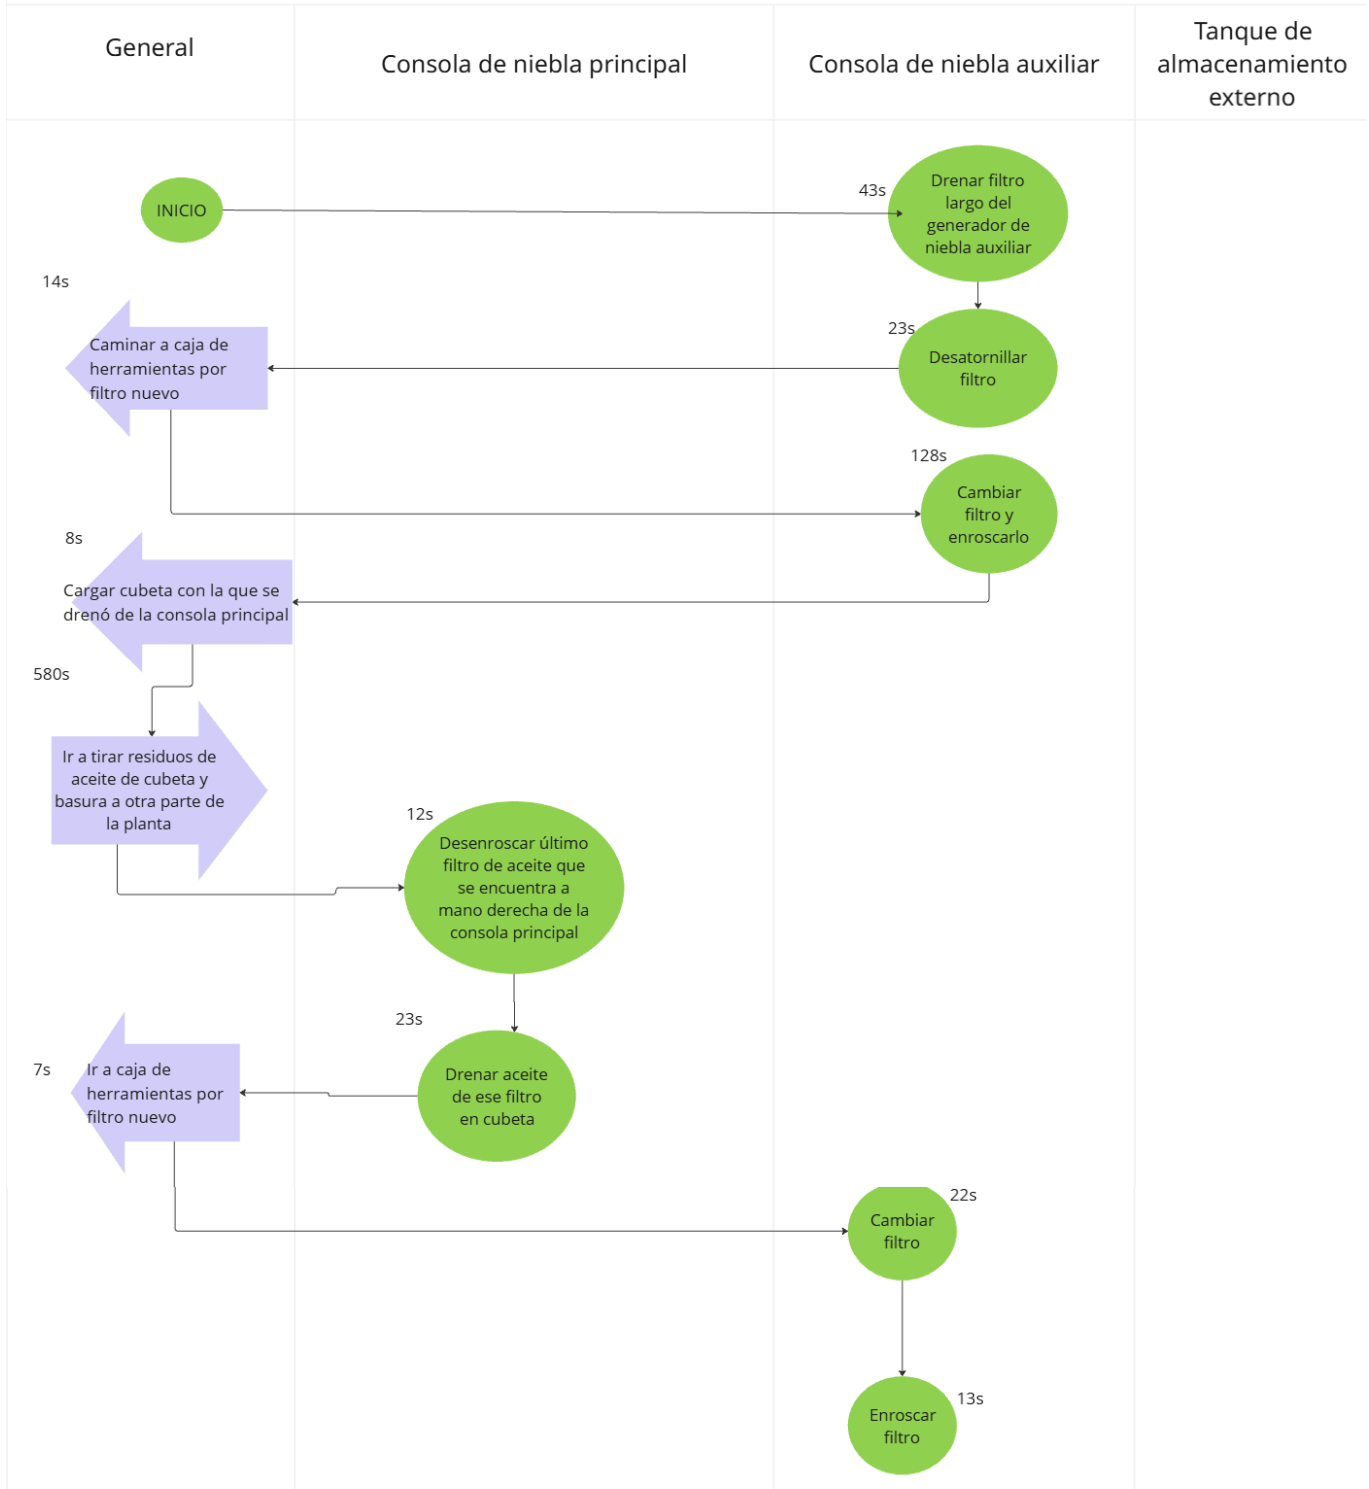 General
Consola de niebla principal
Consola de niebla auxiliar
Tanque de
almacenamiento
externo
INICIO
43s
Drenar filtro
largo del
generador de
niebla auxiliar
23s
Desatornillar
filtro
14s
Caminar a caja de
herramientas por
filtro nuevo
128s
Cambiar
filtro y
enroscarlo
8s
Cargar cubeta con la que se
drenó de la consola principal
580s
Ir a tirar residuos de
aceite de cubeta y
basura a otra parte de
la planta
12s
Desenroscar último
filtro de aceite que
se encuentra a
mano derecha de la
consola principal
23s
Drenar aceite
de ese filtro
en cubeta
7s
Ir a caja de
herramientas por
filtro nuevo
22s
Cambiar
filtro
13s
Enroscar
filtro